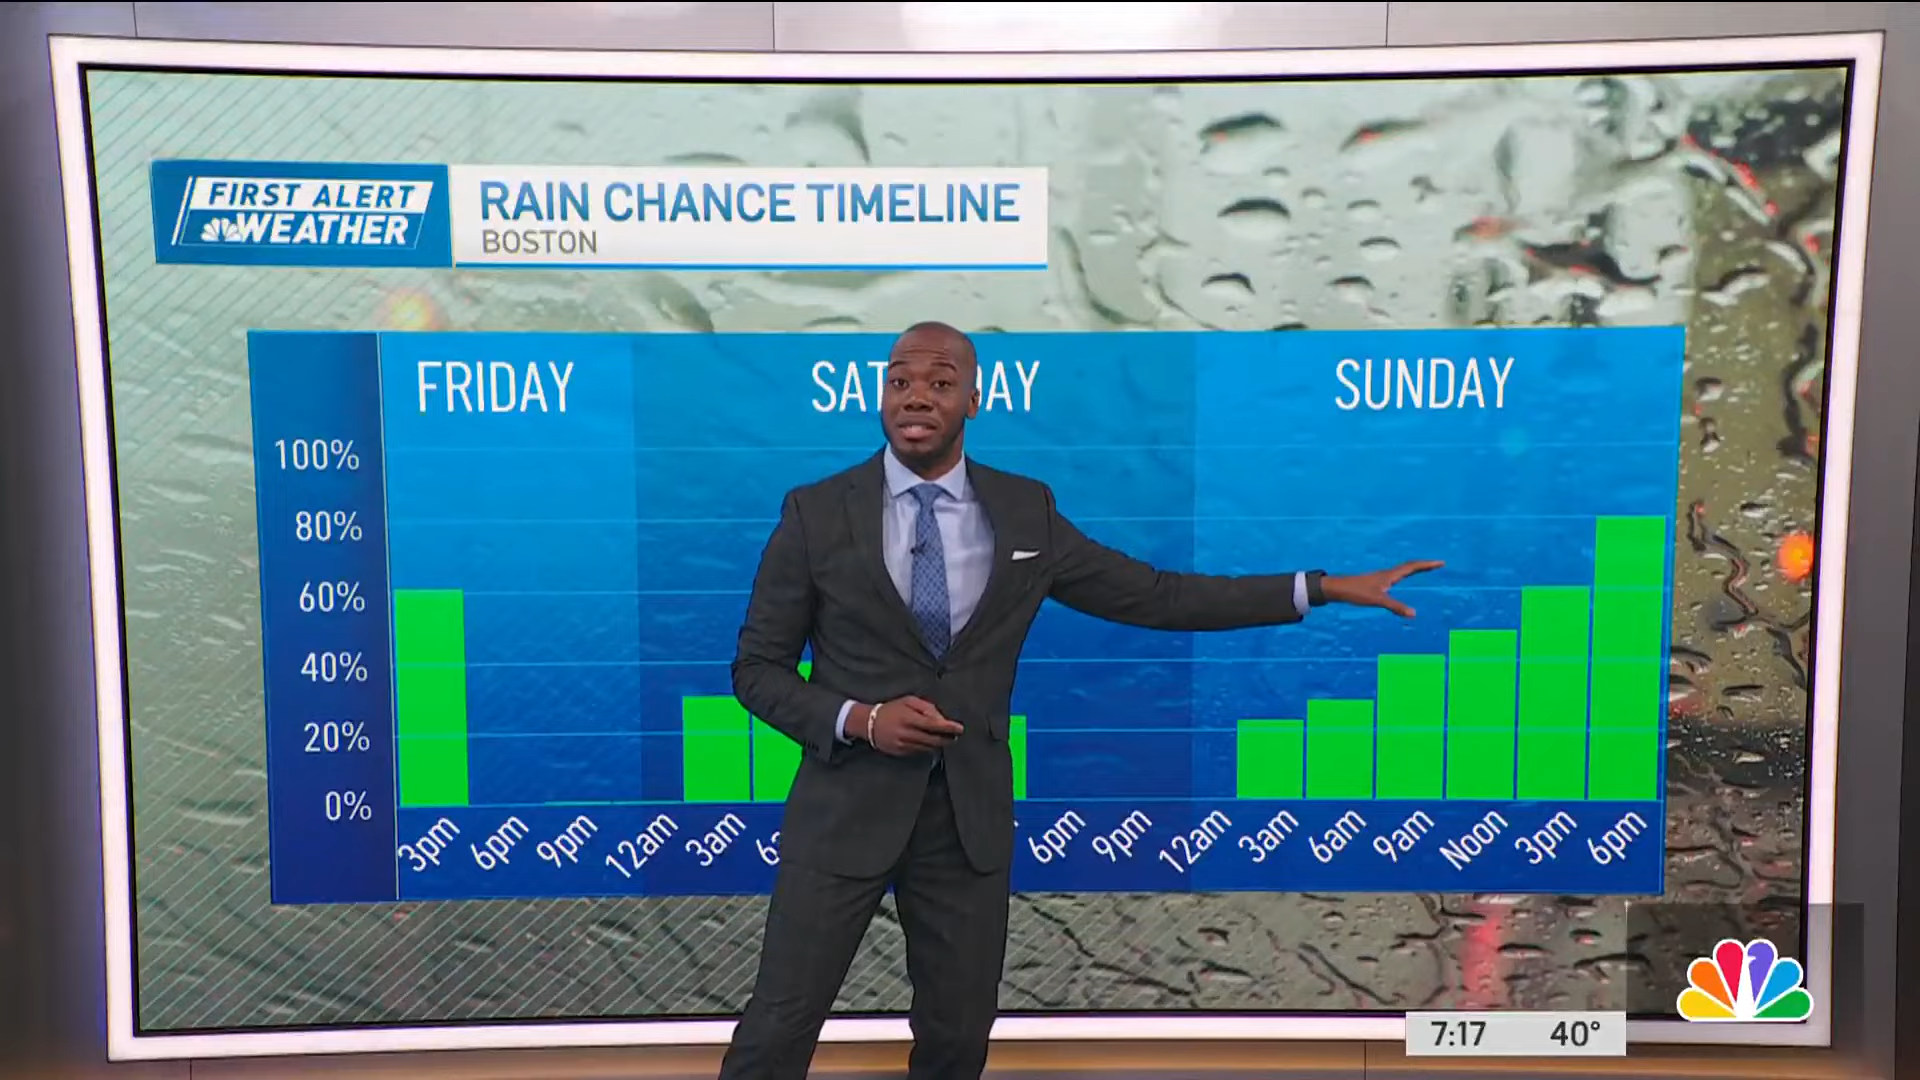 FIRST ALERT
WEATHER
RAIN CHANCE TIMELINE
BOSTON
FRIDAY
SUNDAY
100%
80%
60%
40%
20%
0%
3pm
6pm
9pm
12am
3am
6pm
9pm
12am
3am
6am
9am
Noon
3pm
6pm
7:17
40°